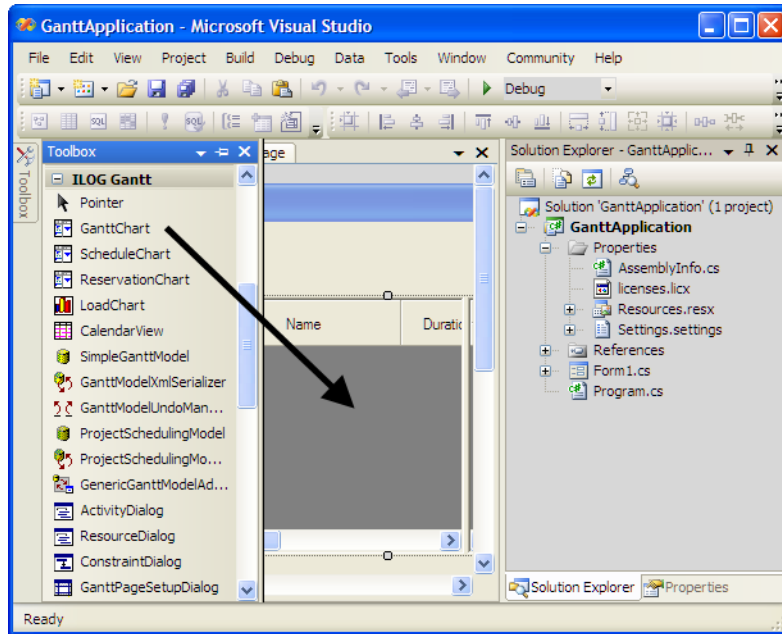 GanttApplication - Microsoft Visual Studio
File Edit View Project Build Debug Data Tools Window Community Help
Debug
Toolbox
Toolbox
age
Solution Explorer - GanttApplic...
ILOG Gantt
Pointer
GanttChart
ScheduleChart
ReservationChart
LoadChart
CalendarView
SimpleGanttModel
GanttModelXmlSerializer
GanttModelUndoMan...
ProjectSchedulingModel
ProjectSchedulingMo...
GenericGanttModelAd...
ActivityDialog
ResourceDialog
ConstraintDialog
GanttPageSetupDialog
Name Duratic
Solution 'GanttApplication' (1 project)
GanttApplication
Properties
AssemblyInfo.cs
licenses.licx
Resources.resx
Settings.settings
References
Form1.cs
Program.cs
Solution Explorer Properties
Ready